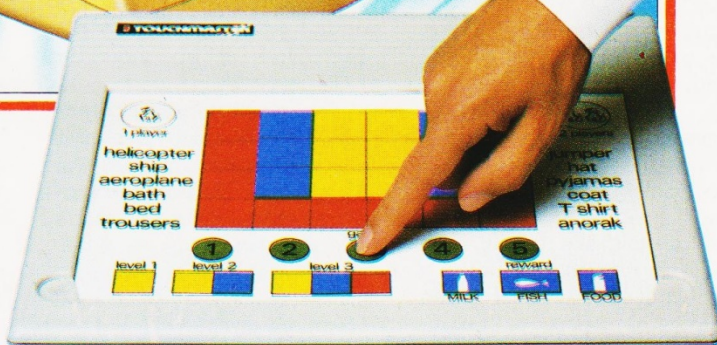 TOUCHMASTER
1 player
helicopter
ship
aeroplane
bath
bed
trousers
jumper
hat
pyjamas
coat
T shirt
anorak
1 2 4 5
level 1 level 2 level 3 reward
MILK FISH FOOD